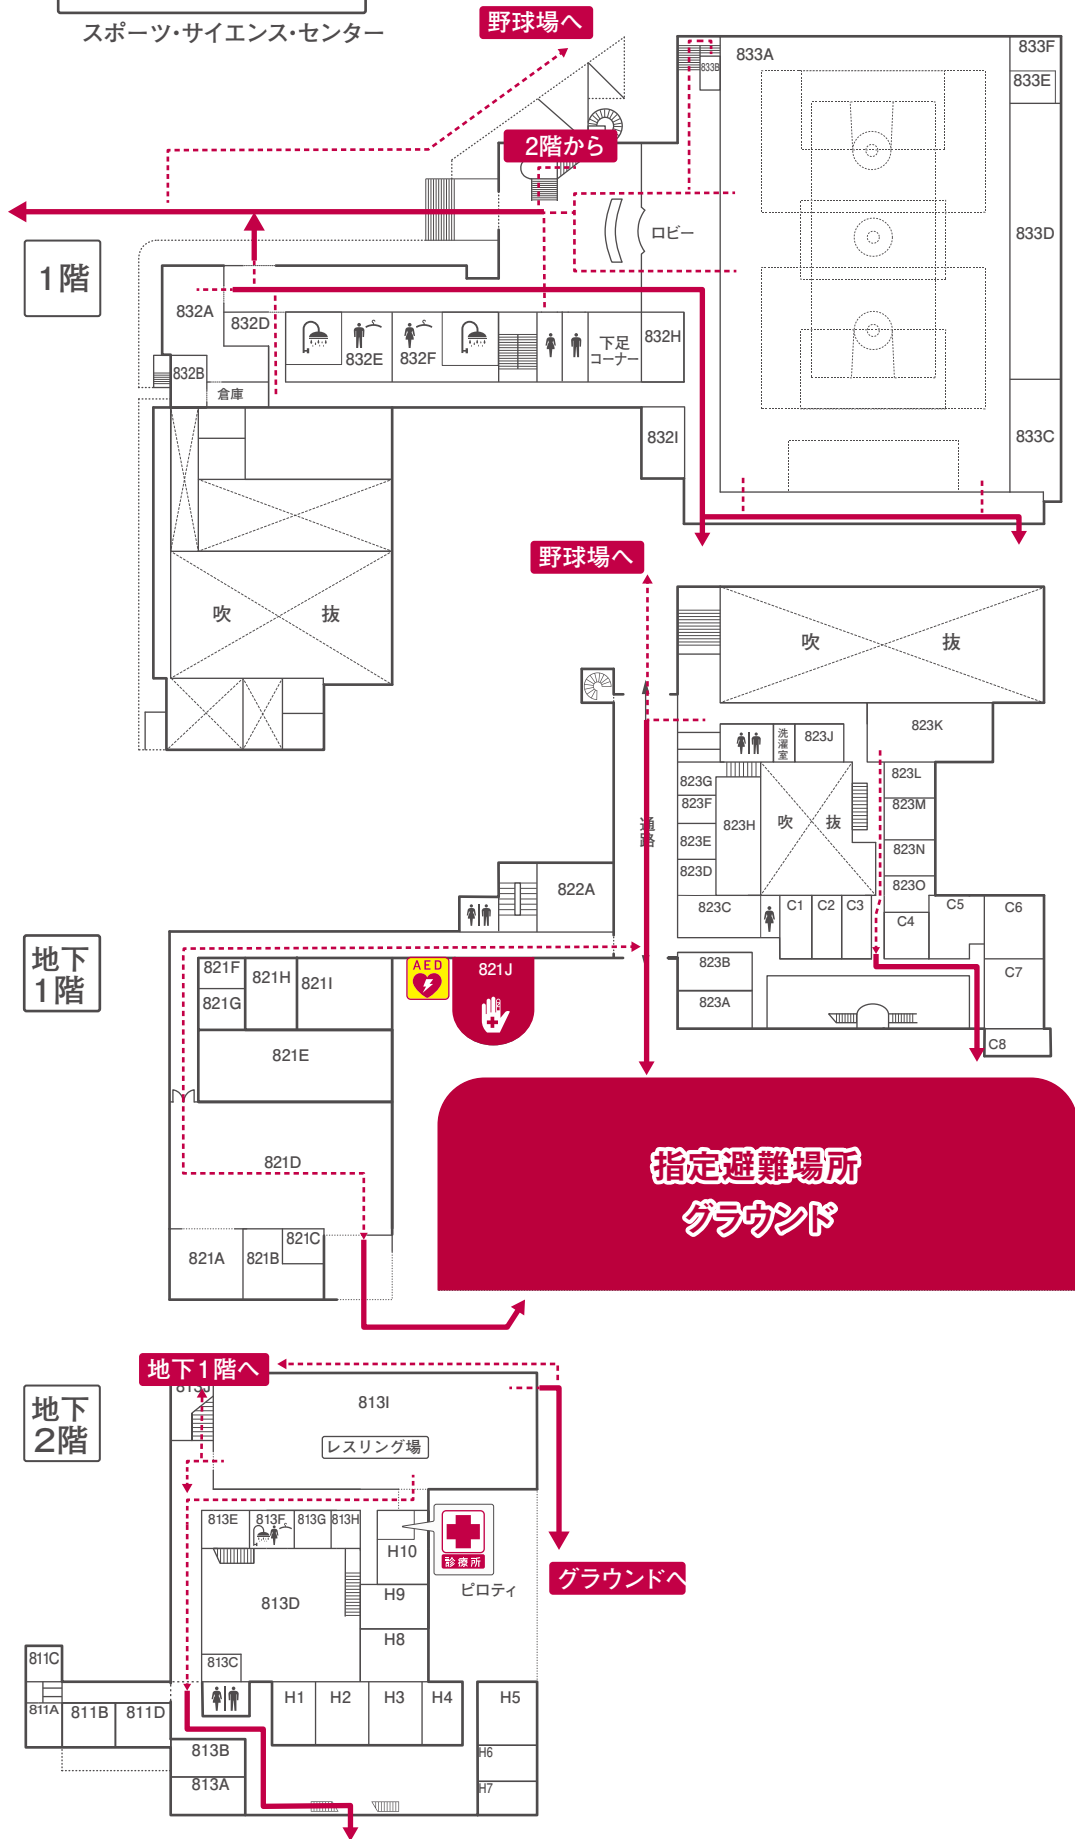 スポーツ・サイエンス・センター
野球場へ
2階から
1階
833A
833B
833F
833E
833D
833C
ロビー
832A
832D
832B
倉庫
832E
832F
下足
コーナー
832H
832I
吹 抜
野球場へ
吹 抜
823K
洗濯室
823J
823G
823F
823E
823D
823H
吹 抜
823L
823M
823N
823O
823C
C1
C2
C3
C4
C5
C6
C7
C8
823B
823A
通路
822A
地下
1階
821F
821G
821H
821I
AED
821J
821E
821D
821A
821B
821C
指定避難場所
グラウンド
地下
2階
地下1階へ
813J
813I
レスリング場
813E
813F
813G
813H
H10
診療所
ピロティ
グラウンドへ
H9
H8
813D
813C
811C
811A
811B
811D
H1
H2
H3
H4
H5
H6
H7
813B
813A